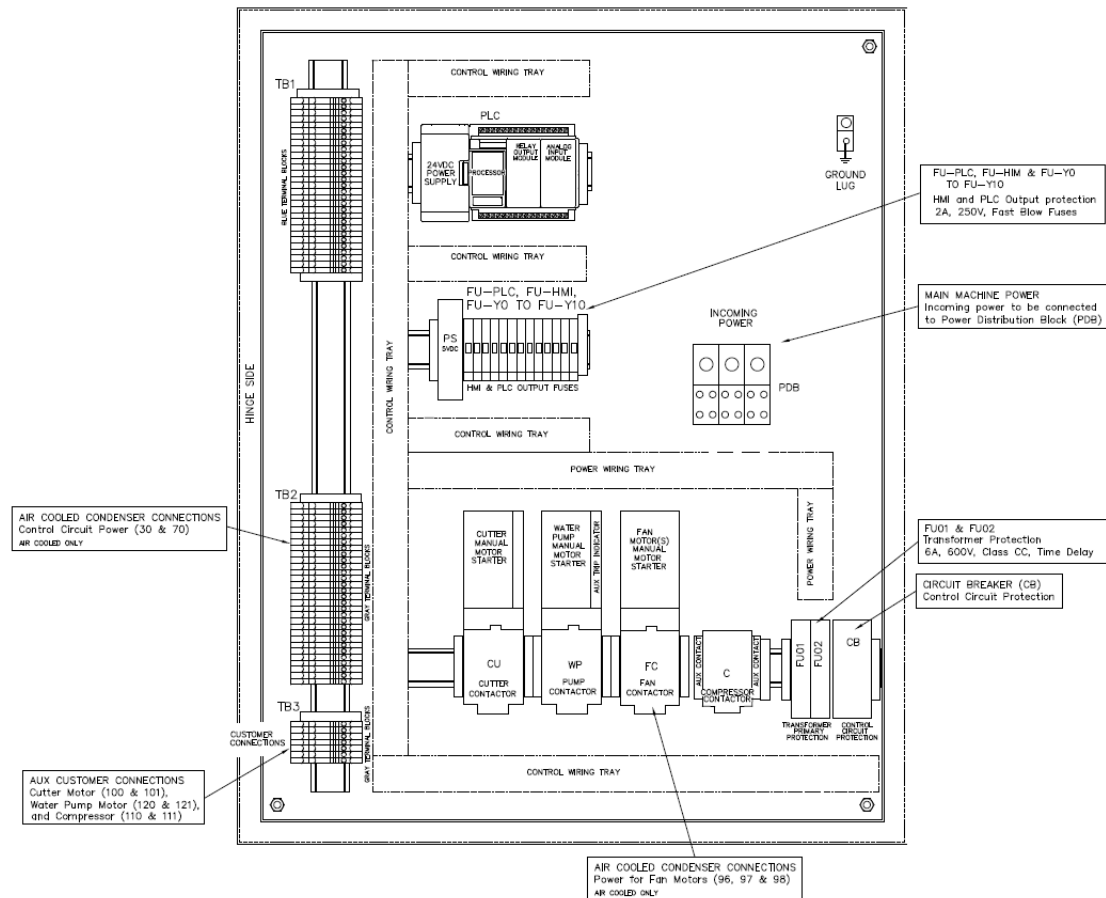 CONTROL WIRING TRAY
TB1
BLUE TERMINAL BLOCKS
PLC
24VDC
POWER
SUPPLY
PROCESSOR
RELAY
OUTPUT
MODULE
ANALOG
INPUT
MODULE
GROUND
LUG
FU-PLC, FU-HIM & FU-Y0
TO FU-Y10
HMI and PLC Output protection
2A, 250V, Fast Blow Fuses
CONTROL WIRING TRAY
FU-PLC, FU-HMI,
FU-Y0 TO FU-Y10
PS
5VDC
HMI & PLC OUTPUT FUSES
INCOMING
POWER
PDB
MAIN MACHINE POWER
Incoming power to be connected
to Power Distribution Block (PDB)
HINGE SIDE
CONTROL WIRING TRAY
CONTROL WIRING TRAY
POWER WIRING TRAY
POWER WIRING TRAY
TB2
GRAY TERMINAL BLOCKS
AIR COOLED CONDENSER CONNECTIONS
Control Circuit Power (30 & 70)
AIR COOLED ONLY
CUTTER
MANUAL
MOTOR
STARTER
WATER
PUMP
MANUAL
MOTOR
STARTER
AUX TRIP INDICATOR
FAN
MOTOR(S)
MANUAL
MOTOR
STARTER
FU01 & FU02
Transformer Protection
6A, 600V, Class CC, Time Delay
CIRCUIT BREAKER (CB)
Control Circuit Protection
CU
CUTTER
CONTACTOR
WP
PUMP
CONTACTOR
FC
FAN
CONTACTOR
AUX CONTACT
C
COMPRESSOR
CONTACTOR
AUX CONTACT
FU01
FU02
CB
TRANSFORMER
PRIMARY
PROTECTION
CONTROL
CIRCUIT
PROTECTION
TB3
CUSTOMER
CONNECTIONS
GRAY TERMINAL BLOCKS
CONTROL WIRING TRAY
AUX CUSTOMER CONNECTIONS
Cutter Motor (100 & 101),
Water Pump Motor (120 & 121),
and Compressor (110 & 111)
AIR COOLED CONDENSER CONNECTIONS
Power for Fan Motors (96, 97 & 98)
AIR COOLED ONLY